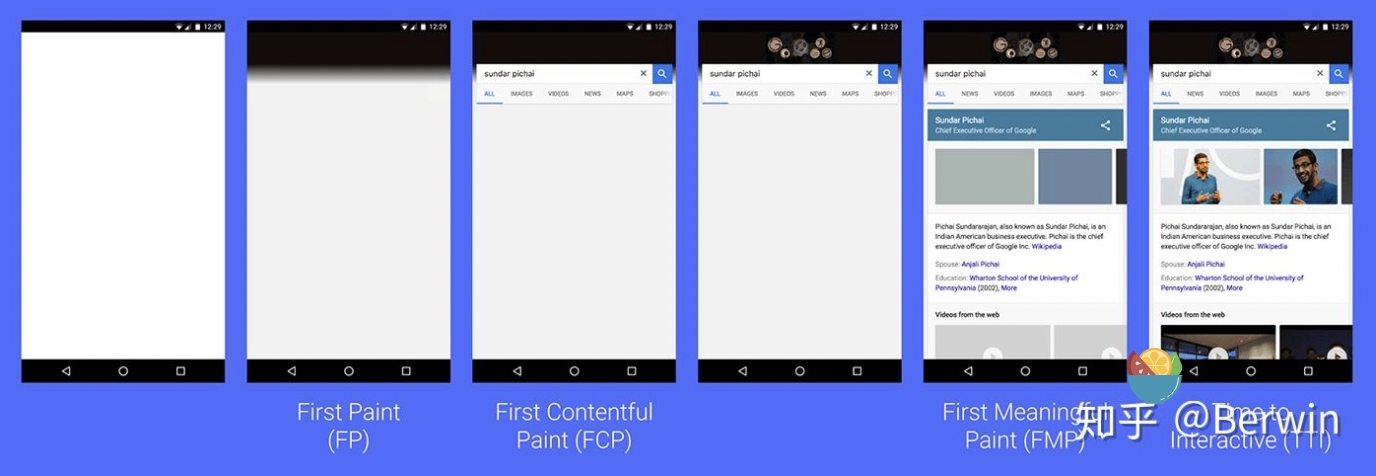 12:29
12:29
12:29
sundar pichai
ALL IMAGES VIDEOS NEWS MAPS
12:29
sundar pichai
ALL IMAGES VIDEOS NEWS MAPS
12:29
sundar pichai
ALL NEWS VIDEOS IMAGES MAPS
Sundar Pichai
Chief Executive Officer of Google
Pichai Sundararajan, also known as Sundar Pichai, is an
Indian American business executive. Pichai is the chief
executive officer of Google Inc. Wikipedia
Spouse: Anjali Pichai
Education: Wharton School of the University of
Pennsylvania (2002), More
Videos from the web
12:29
sundar pichai
ALL NEWS VIDEOS IMAGES MAPS
Sundar Pichai
Chief Executive Officer of Google
Pichai Sundararajan, also known as Sundar Pichai, is an
Indian American business executive. Pichai is the chief
executive officer of Google Inc. Wikipedia
Spouse: Anjali Pichai
Education: Wharton School of the University of
Pennsylvania (2002), More
Videos from the web
First Paint
(FP)
First Contentful
Paint (FCP)
First Meaningful
Paint (FMP)
Time to
Interactive (TTI)
知乎 @Berwin